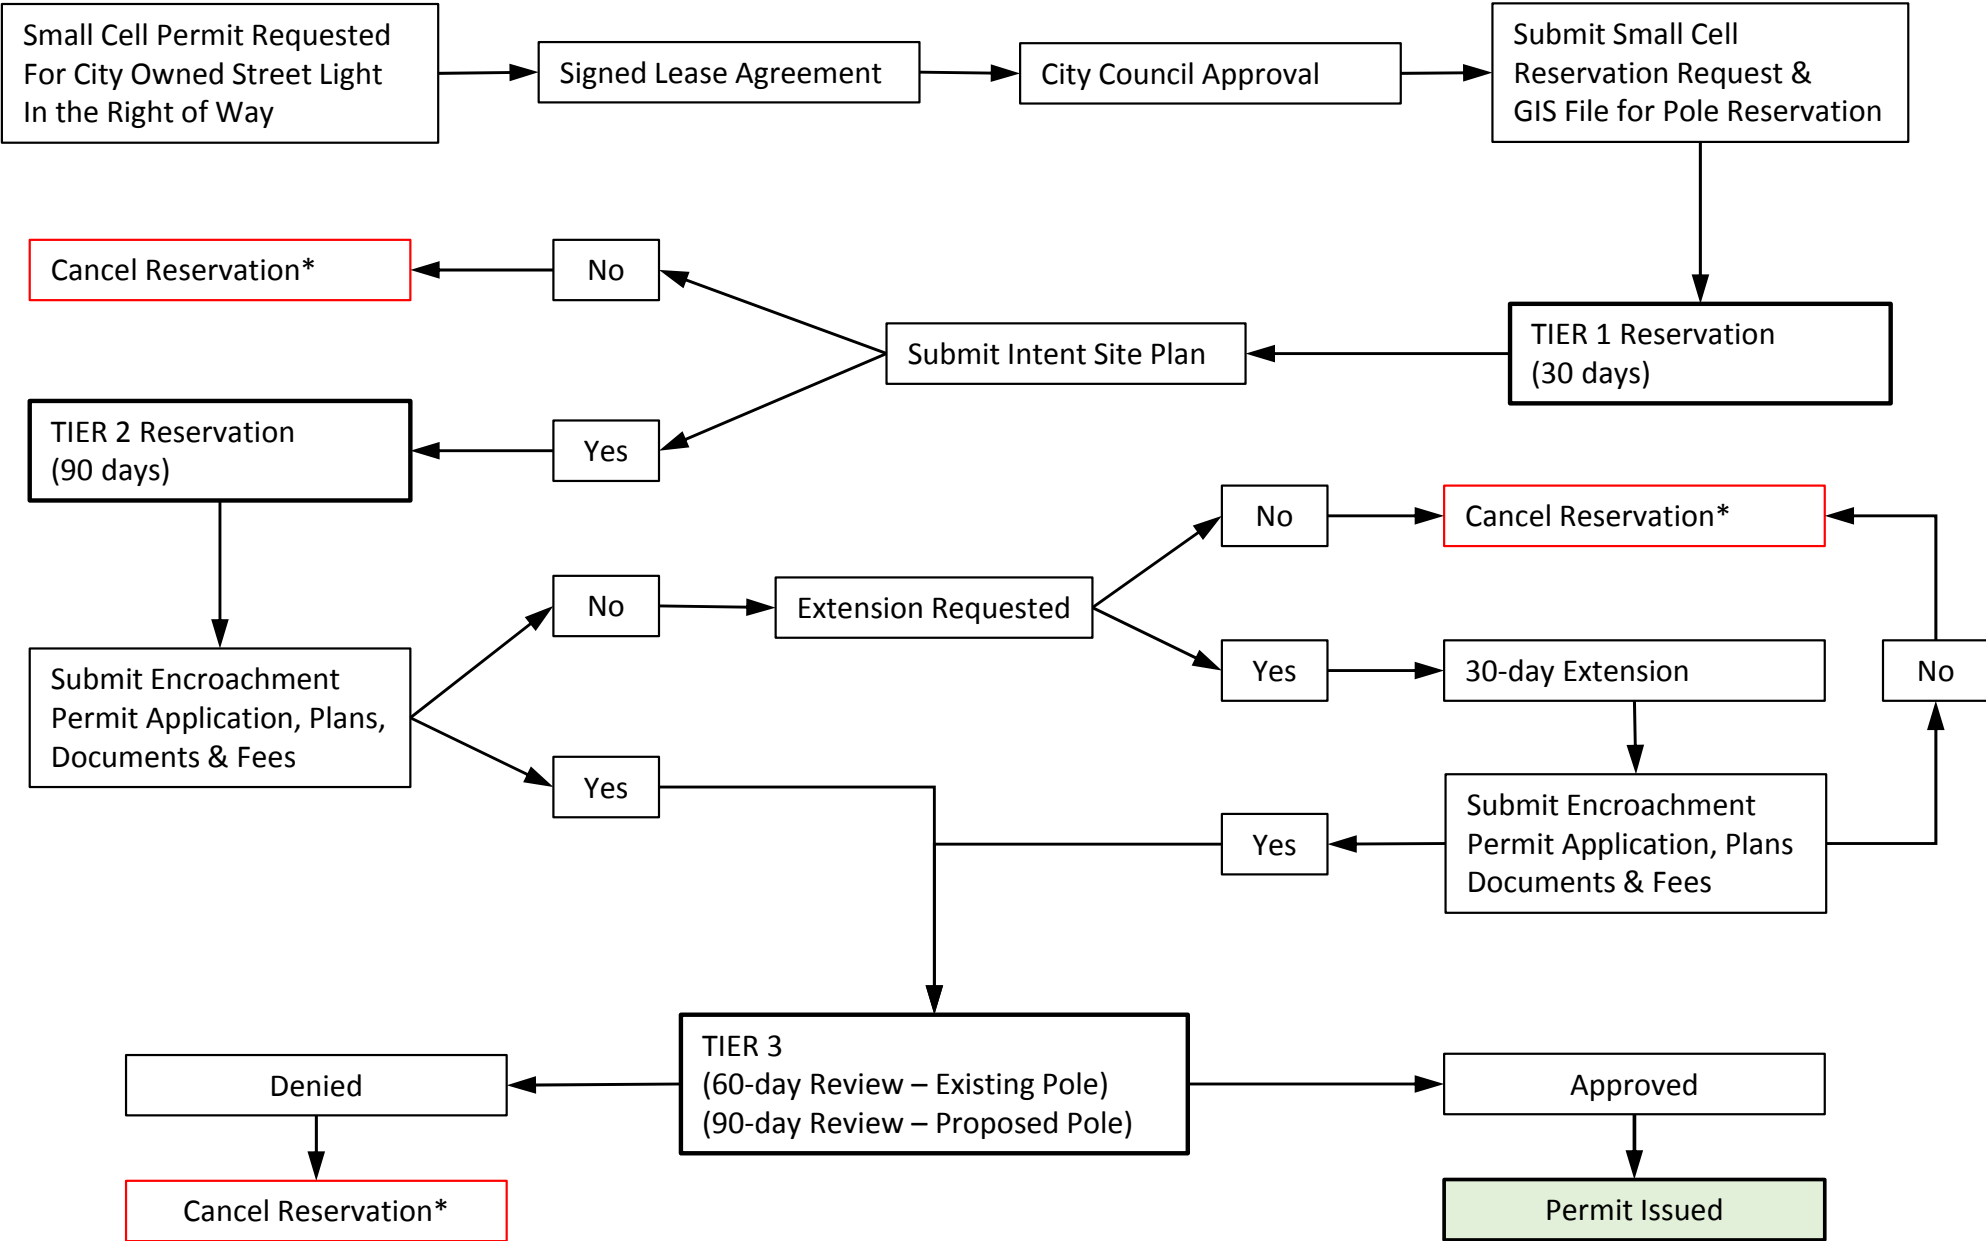 Small Cell Permit Requested
For City Owned Street Light
In the Right of Way
Signed Lease Agreement
City Council Approval
Submit Small Cell
Reservation Request &
GIS File for Pole Reservation
Cancel Reservation*
No
Submit Intent Site Plan
TIER 1 Reservation
(30 days)
TIER 2 Reservation
(90 days)
Yes
No
Cancel Reservation*
No
Extension Requested
Yes
30-day Extension
No
Submit Encroachment
Permit Application, Plans,
Documents & Fees
Yes
Yes
Submit Encroachment
Permit Application, Plans
Documents & Fees
TIER 3
(60-day Review – Existing Pole)
(90-day Review – Proposed Pole)
Denied
Approved
Cancel Reservation*
Permit Issued